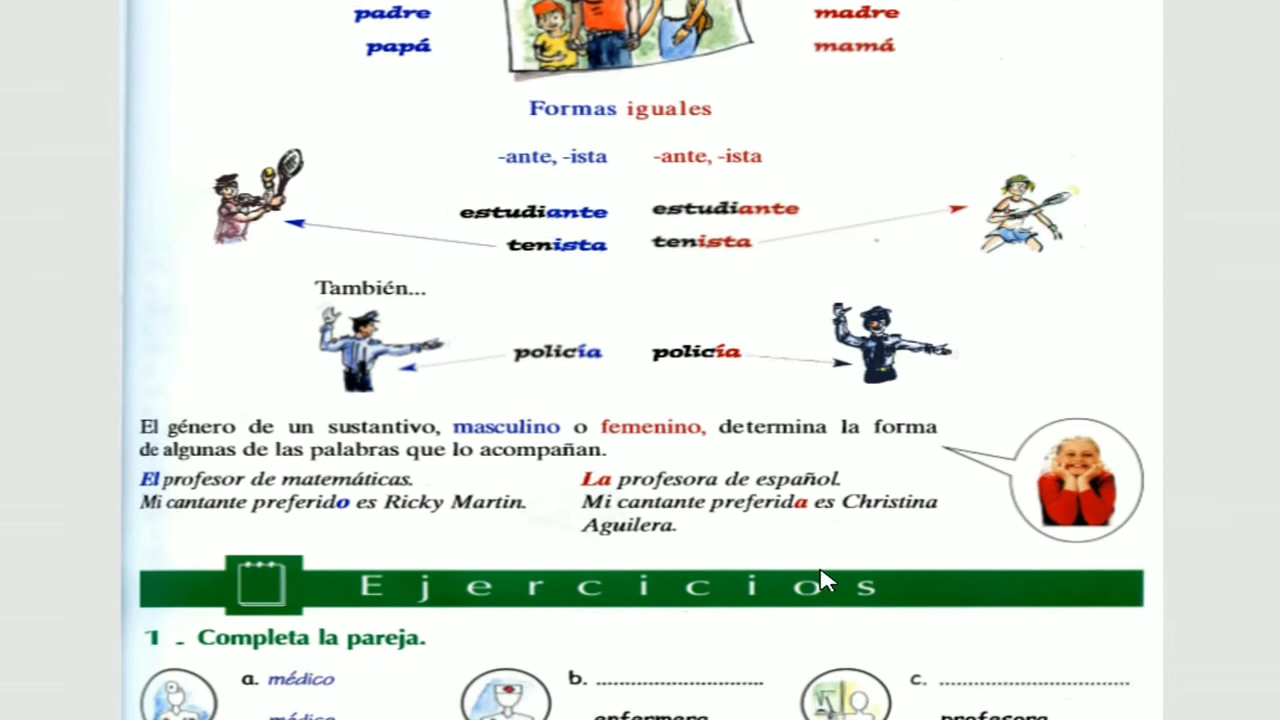 padre madre
papá mamá
Formas iguales
-ante, -ista -ante, -ista
estudiante estudiante
tenista tenista
También...
policía policía
El género de un sustantivo, masculino o femenino, determina la forma
de algunas de las palabras que lo acompañan.
El profesor de matemáticas. La profesora de español.
Mi cantante preferido es Ricky Martin. Mi cantante preferida es Christina
Aguilera.
Ejercicios
1. Completa la pareja.
a. médico b. ........................... c. ...............................
médico enfermera profesora